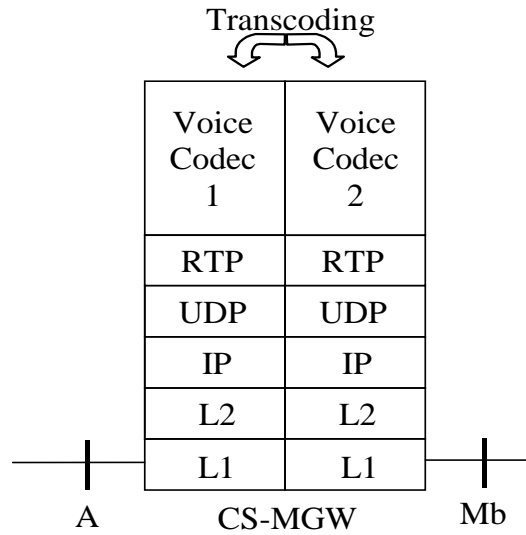 Transcoding
Voice Codec 1
Voice Codec 2
RTP
RTP
UDP
UDP
IP
IP
L2
L2
L1
L1
A
CS-MGW
Mb